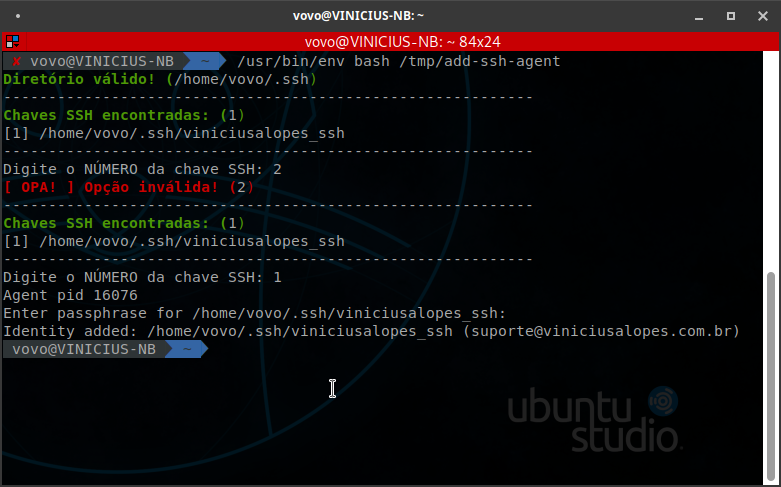 vovo@VINICIUS-NB: ~
vovo@VINICIUS-NB: ~ 84x24
✘ vovo@VINICIUS-NB ~ /usr/bin/env bash /tmp/add-ssh-agent
Diretório válido! (/home/vovo/.ssh)
-----------------------------------------------------------
Chaves SSH encontradas: (1)
[1] /home/vovo/.ssh/viniciusalopes_ssh
-----------------------------------------------------------
Digite o NÚMERO da chave SSH: 2
[ OPA! ] Opção inválida! (2)
-----------------------------------------------------------
Chaves SSH encontradas: (1)
[1] /home/vovo/.ssh/viniciusalopes_ssh
-----------------------------------------------------------
Digite o NÚMERO da chave SSH: 1
Agent pid 16076
Enter passphrase for /home/vovo/.ssh/viniciusalopes_ssh:
Identity added: /home/vovo/.ssh/viniciusalopes_ssh (suporte@viniciusalopes.com.br)
vovo@VINICIUS-NB ~
ubuntu
studio